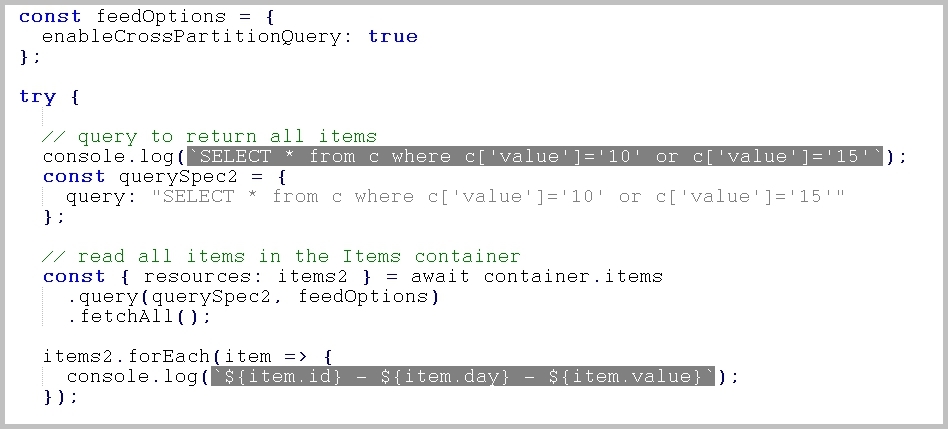 const feedOptions = {
  enableCrossPartitionQuery: true
};
try {
  // query to return all items
  console.log(`SELECT * from c where c['value']='10' or c['value']='15'`);
  const querySpec2 = {
    query: "SELECT * from c where c['value']='10' or c['value']='15'"
  };
  // read all items in the Items container
  const { resources: items2 } = await container.items
    .query(querySpec2, feedOptions)
    .fetchAll();
  items2.forEach(item => {
    console.log(`${item.id} – ${item.day} – ${item.value}`);
  });